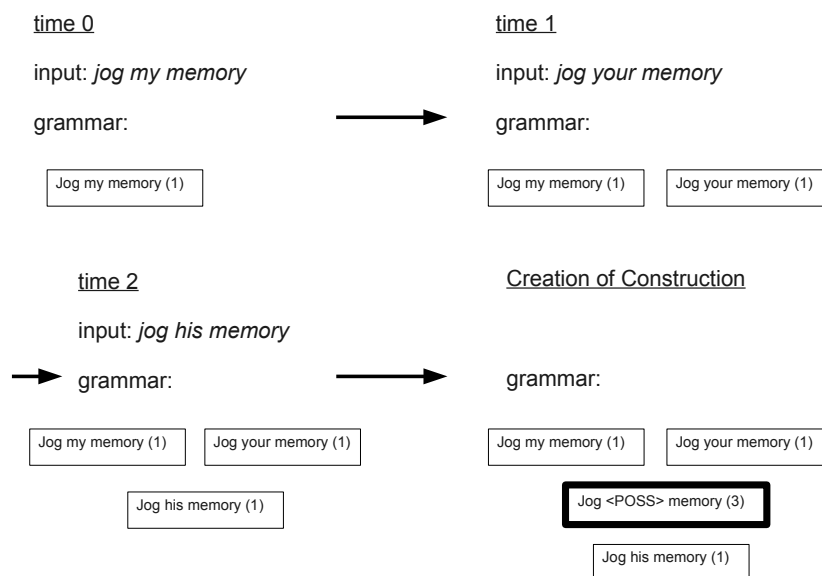 time 0
input: jog my memory
grammar:
Jog my memory (1)
time 1
input: jog your memory
grammar:
Jog my memory (1)
Jog your memory (1)
time 2
input: jog his memory
grammar:
Jog my memory (1)
Jog your memory (1)
Jog his memory (1)
Creation of Construction
grammar:
Jog my memory (1)
Jog your memory (1)
Jog <POSS> memory (3)
Jog his memory (1)